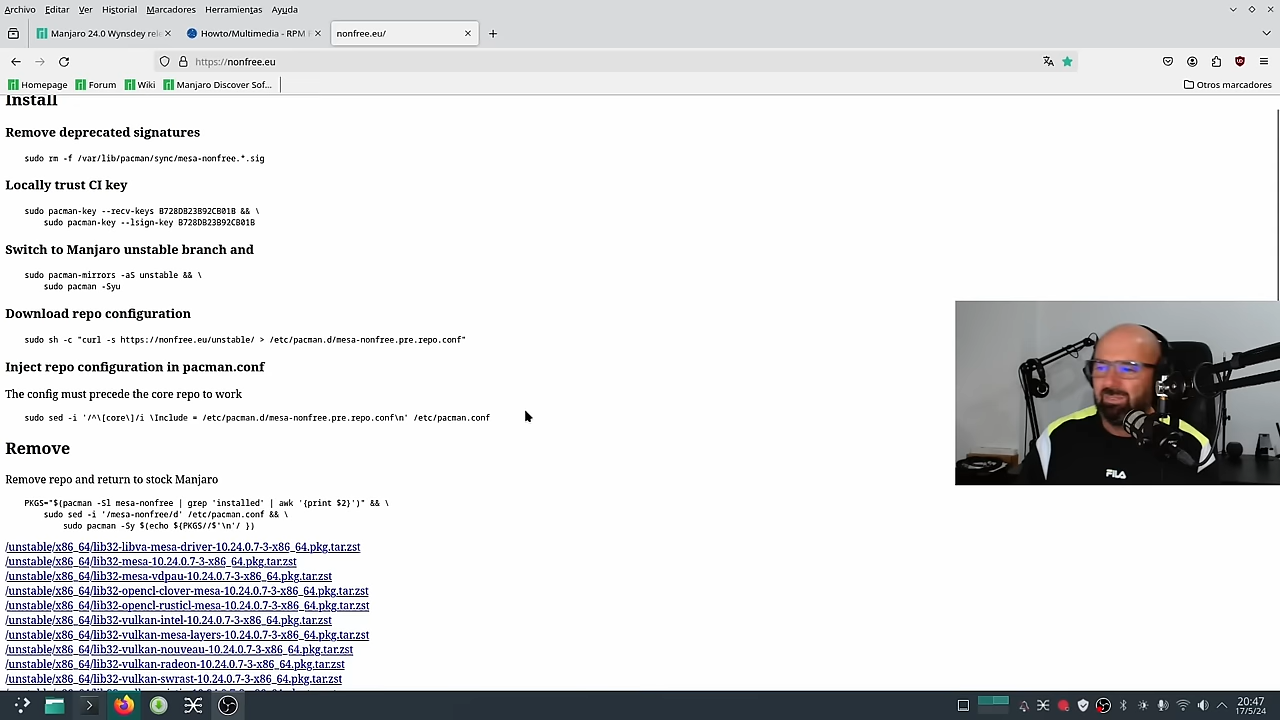 Archivo Editar Ver Historial Marcadores Herramientas Ayuda
Manjaro 24.0 Wynsdey rele
Howto/Multimedia - RPM
nonfree.eu/
https://nonfree.eu
Homepage Forum Wiki Manjaro Discover Sof... Otros marcadores
Install
Remove deprecated signatures
sudo rm -f /var/lib/pacman/sync/mesa-nonfree.*.sig
Locally trust CI key
sudo pacman-key --recv-keys B728DB23B92CB01B && \
sudo pacman-key --lsign-key B728DB23B92CB01B
Switch to Manjaro unstable branch and
sudo pacman-mirrors -aS unstable && \
sudo pacman -Syu
Download repo configuration
sudo sh -c "curl -s https://nonfree.eu/unstable/ > /etc/pacman.d/mesa-nonfree.pre.repo.conf"
Inject repo configuration in pacman.conf
The config must precede the core repo to work
sudo sed -i '/^\[core\]/i \Include = /etc/pacman.d/mesa-nonfree.pre.repo.conf\n' /etc/pacman.conf
Remove
Remove repo and return to stock Manjaro
PKGS="$(pacman -Sl mesa-nonfree | grep 'installed' | awk '{print $2}')" && \
sudo sed -i '/mesa-nonfree/d' /etc/pacman.conf && \
sudo pacman -Sy $(echo ${PKGS//$'\n'/ })
/unstable/x86_64/lib32-libva-mesa-driver-10.24.0.7-3-x86_64.pkg.tar.zst
/unstable/x86_64/lib32-mesa-10.24.0.7-3-x86_64.pkg.tar.zst
/unstable/x86_64/lib32-mesa-vdpau-10.24.0.7-3-x86_64.pkg.tar.zst
/unstable/x86_64/lib32-opencl-clover-mesa-10.24.0.7-3-x86_64.pkg.tar.zst
/unstable/x86_64/lib32-opencl-rusticl-mesa-10.24.0.7-3-x86_64.pkg.tar.zst
/unstable/x86_64/lib32-vulkan-intel-10.24.0.7-3-x86_64.pkg.tar.zst
/unstable/x86_64/lib32-vulkan-mesa-layers-10.24.0.7-3-x86_64.pkg.tar.zst
/unstable/x86_64/lib32-vulkan-nouveau-10.24.0.7-3-x86_64.pkg.tar.zst
/unstable/x86_64/lib32-vulkan-radeon-10.24.0.7-3-x86_64.pkg.tar.zst
/unstable/x86_64/lib32-vulkan-swrast-10.24.0.7-3-x86_64.pkg.tar.zst
FILA
20:47
17/5/24